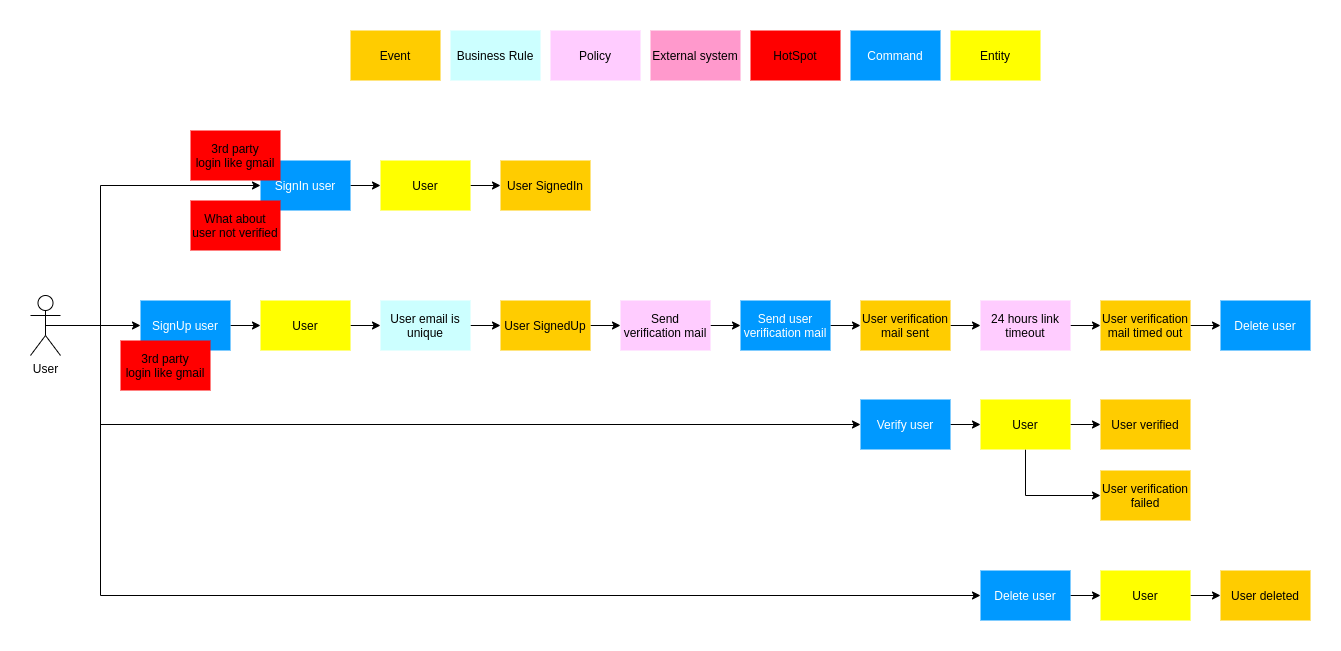 Event
Business Rule
Policy
External system
HotSpot
Command
Entity
3rd party
login like gmail
SignIn user
User
User SignedIn
What about
user not verified
User
SignUp user
3rd party
login like gmail
User
User email is
unique
User SignedUp
Send
verification mail
Send user
verification mail
User verification
mail sent
24 hours link
timeout
User verification
mail timed out
Delete user
Verify user
User
User verified
User verification
failed
Delete user
User
User deleted